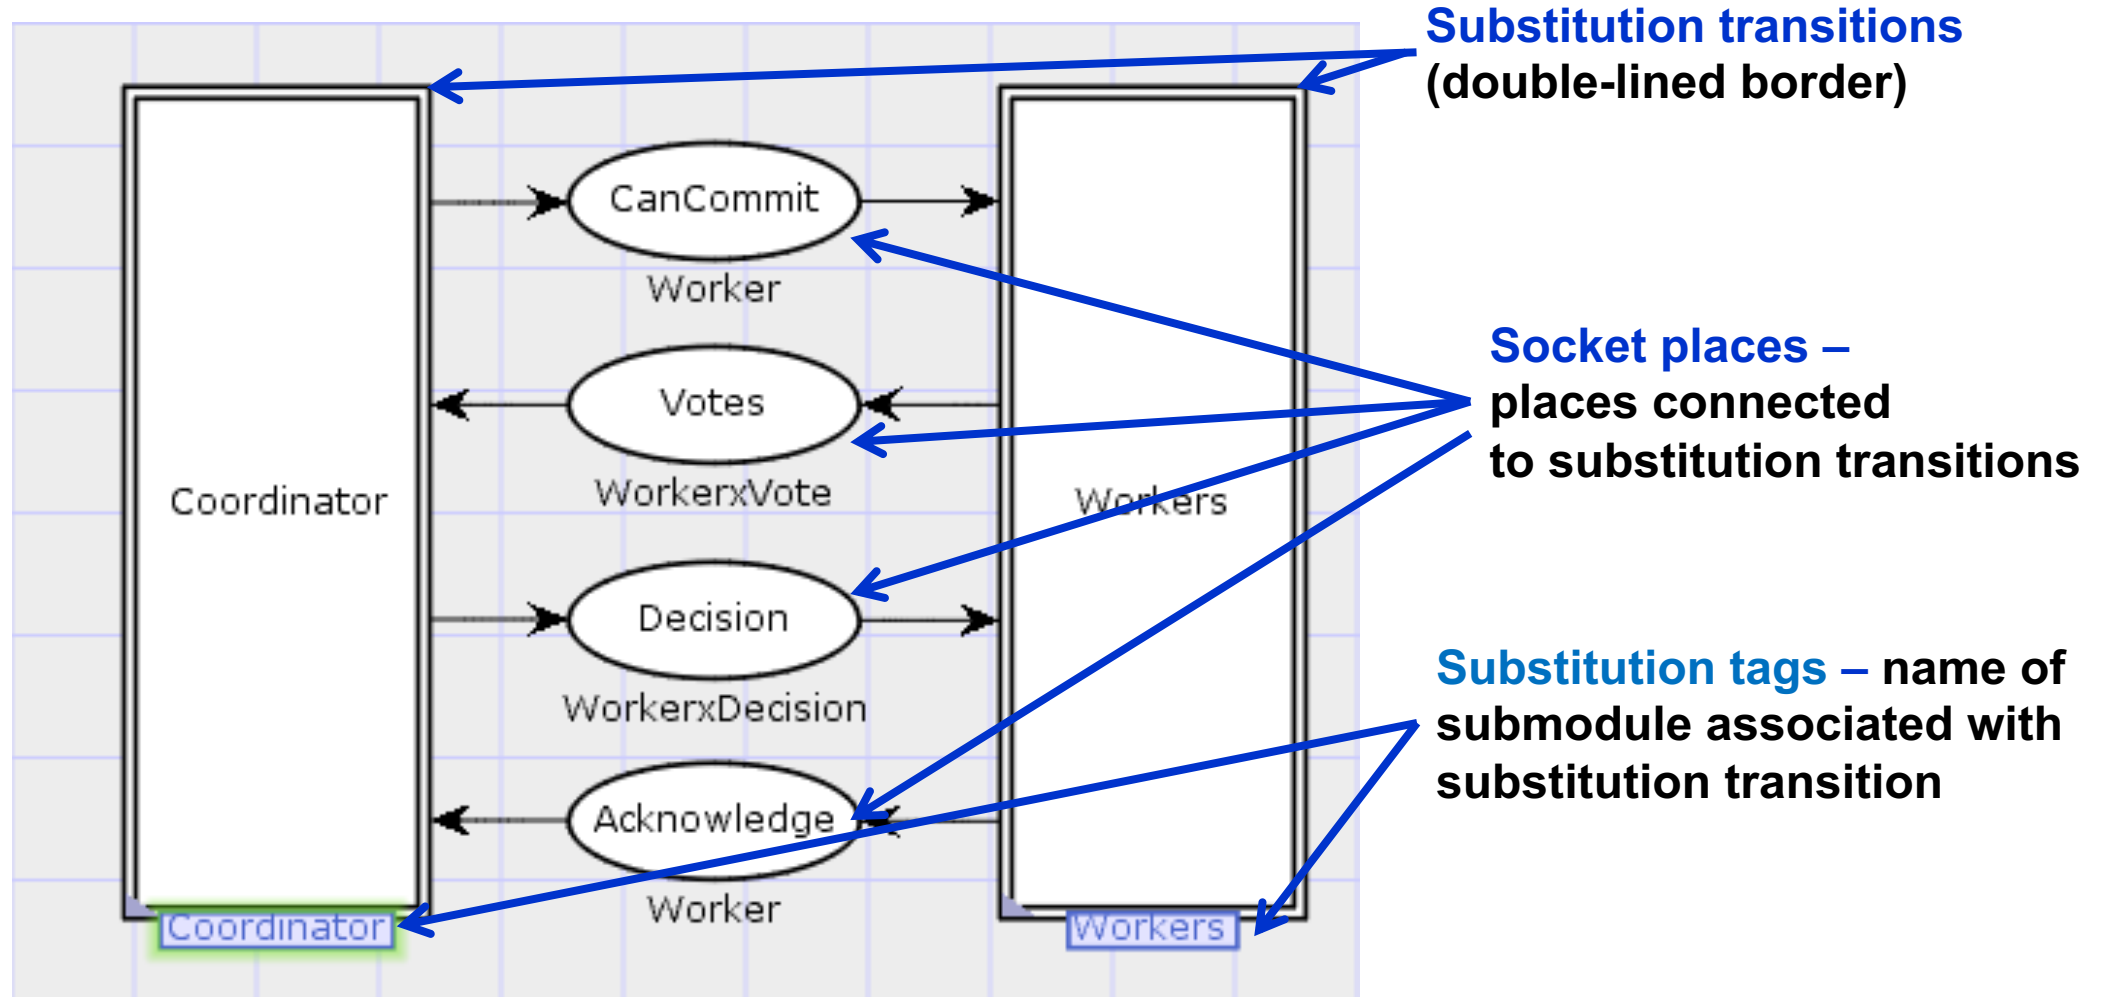 Substitution transitions
(double-lined border)
CanCommit
Worker
Votes
WorkerxVote
Coordinator
Workers
Socket places –
places connected
to substitution transitions
Decision
WorkerxDecision
Substitution tags – name of
submodule associated with
substitution transition
Acknowledge
Worker
Coordinator
Workers